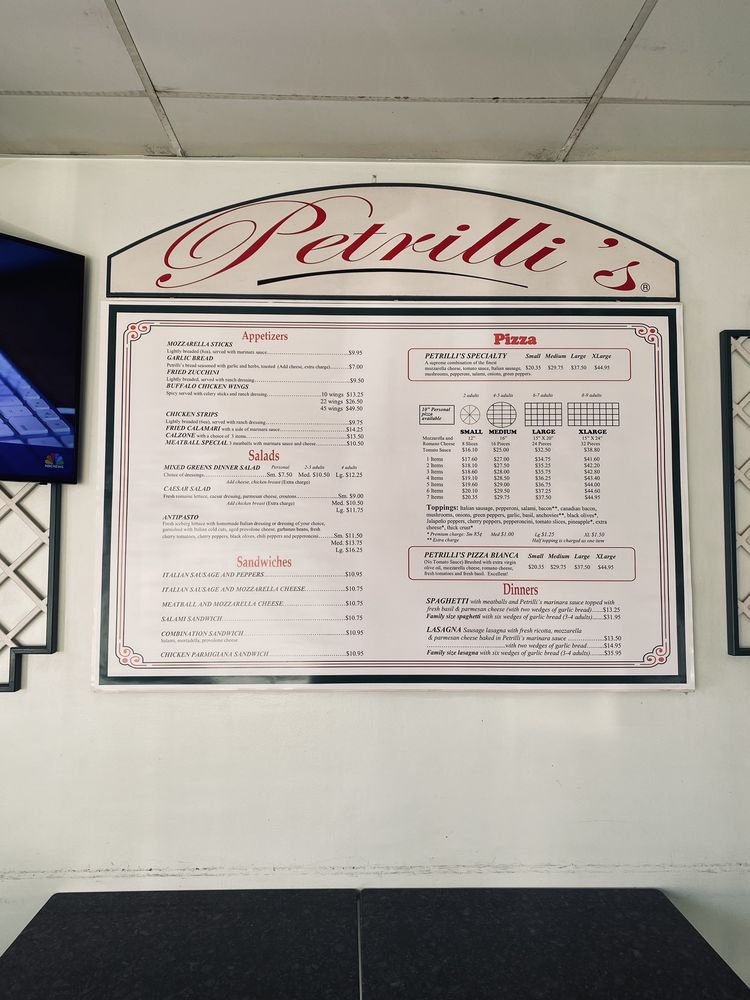 Petrilli's ®
Appetizers
MOZZARELLA STICKS
Lightly breaded (6ea), served with marinara sauce $9.95
GARLIC BREAD
Petrilli's bread seasoned with garlic and herbs, toasted (Add cheese, extra charge) $7.00
FRIED ZUCCHINI
Lightly breaded, served with ranch dressing $9.50
BUFFALO CHICKEN WINGS
Spicy served with celery sticks and ranch dressing 10 wings $13.25
22 wings $26.50
45 wings $49.50
CHICKEN STRIPS
Lightly breaded (6ea), served with ranch dressing $9.75
FRIED CALAMARI with a side of marinara sauce $14.25
CALZONE with a choice of 3 items $13.50
MEATBALL SPECIAL 3 meatballs with marinara sauce and cheese $10.50
Salads
MIXED GREENS DINNER SALAD Personal 2-3 adults 4 adults
Choice of dressings Sm. $7.50 Med. $10.50 Lg. $12.25
Add cheese, chicken breast (Extra charge)
CAESAR SALAD
Fresh romaine lettuce, caesar dressing, parmesan cheese, croutons Sm. $9.00
Add chicken breast (Extra charge) Med. $10.50
Lg. $11.75
ANTIPASTO
Fresh iceberg lettuce with homemade Italian dressing or dressing of your choice,
garnished with Italian cold cuts, aged provolone cheese, garbanzo beans, fresh
cherry tomatoes, cherry peppers, black olives, chili peppers and pepperoncini Sm. $11.50
Med. $13.75
Lg. $16.25
Sandwiches
ITALIAN SAUSAGE AND PEPPERS $10.95
ITALIAN SAUSAGE AND MOZZARELLA CHEESE $10.75
MEATBALL AND MOZZARELLA CHEESE $10.75
SALAMI SANDWICH $10.75
COMBINATION SANDWICH $10.95
Salami, mortadella, provolone cheese
CHICKEN PARMIGIANA SANDWICH $10.95
Pizza
PETRILLI'S SPECIALTY Small Medium Large XLarge
A supreme combination of the finest
mozzarella cheese, tomato sauce, Italian sausage, $20.35 $29.75 $37.50 $44.95
mushrooms, pepperoni, salami, onions, green peppers.
2 adults 4-5 adults 6-7 adults 8-9 adults
10" Personal
pizza
available
SMALL MEDIUM LARGE XLARGE
Mozzarella and 12" 16" 15" X 20" 15" X 24"
Romano Cheese 8 Slices 16 Pieces 24 Pieces 32 Pieces
Tomato Sauce $16.10 $25.00 $32.50 $38.80
1 Items $17.60 $27.00 $34.75 $41.60
2 Items $18.10 $27.50 $35.25 $42.20
3 Items $18.60 $28.00 $35.75 $42.80
4 Items $19.10 $28.50 $36.25 $43.40
5 Items $19.60 $29.00 $36.75 $44.00
6 Items $20.10 $29.50 $37.25 $44.60
7 Items $20.35 $29.75 $37.50 $44.95
Toppings: Italian sausage, pepperoni, salami, bacon**, canadian bacon,
mushrooms, onions, green peppers, garlic, basil, anchovies**, black olives*,
Jalapeño peppers, cherry peppers, pepperoncini, tomato slices, pineapple*, extra
cheese*, thick crust*
* Premium charge: Sm 85¢ Med $1.00 Lg $1.25 XL $1.50
** Extra charge Half topping is charged as one item
PETRILLI'S PIZZA BIANCA Small Medium Large XLarge
(No Tomato Sauce) Brushed with extra virgin
olive oil, mozzarella cheese, romano cheese, $20.35 $29.75 $37.50 $44.95
fresh tomatoes and fresh basil. Excellent!
Dinners
SPAGHETTI with meatballs and Petrilli's marinara sauce topped with
fresh basil & parmesan cheese (with two wedges of garlic bread) $13.25
Family size spaghetti with six wedges of garlic bread (3-4 adults) $31.95
LASAGNA Sausage lasagna with fresh ricotta, mozzarella
& parmesan cheese baked in Petrilli's marinara sauce $13.50
with two wedges of garlic bread $14.95
Family size lasagna with six wedges of garlic bread (3-4 adults) $35.95
NBC NEWS